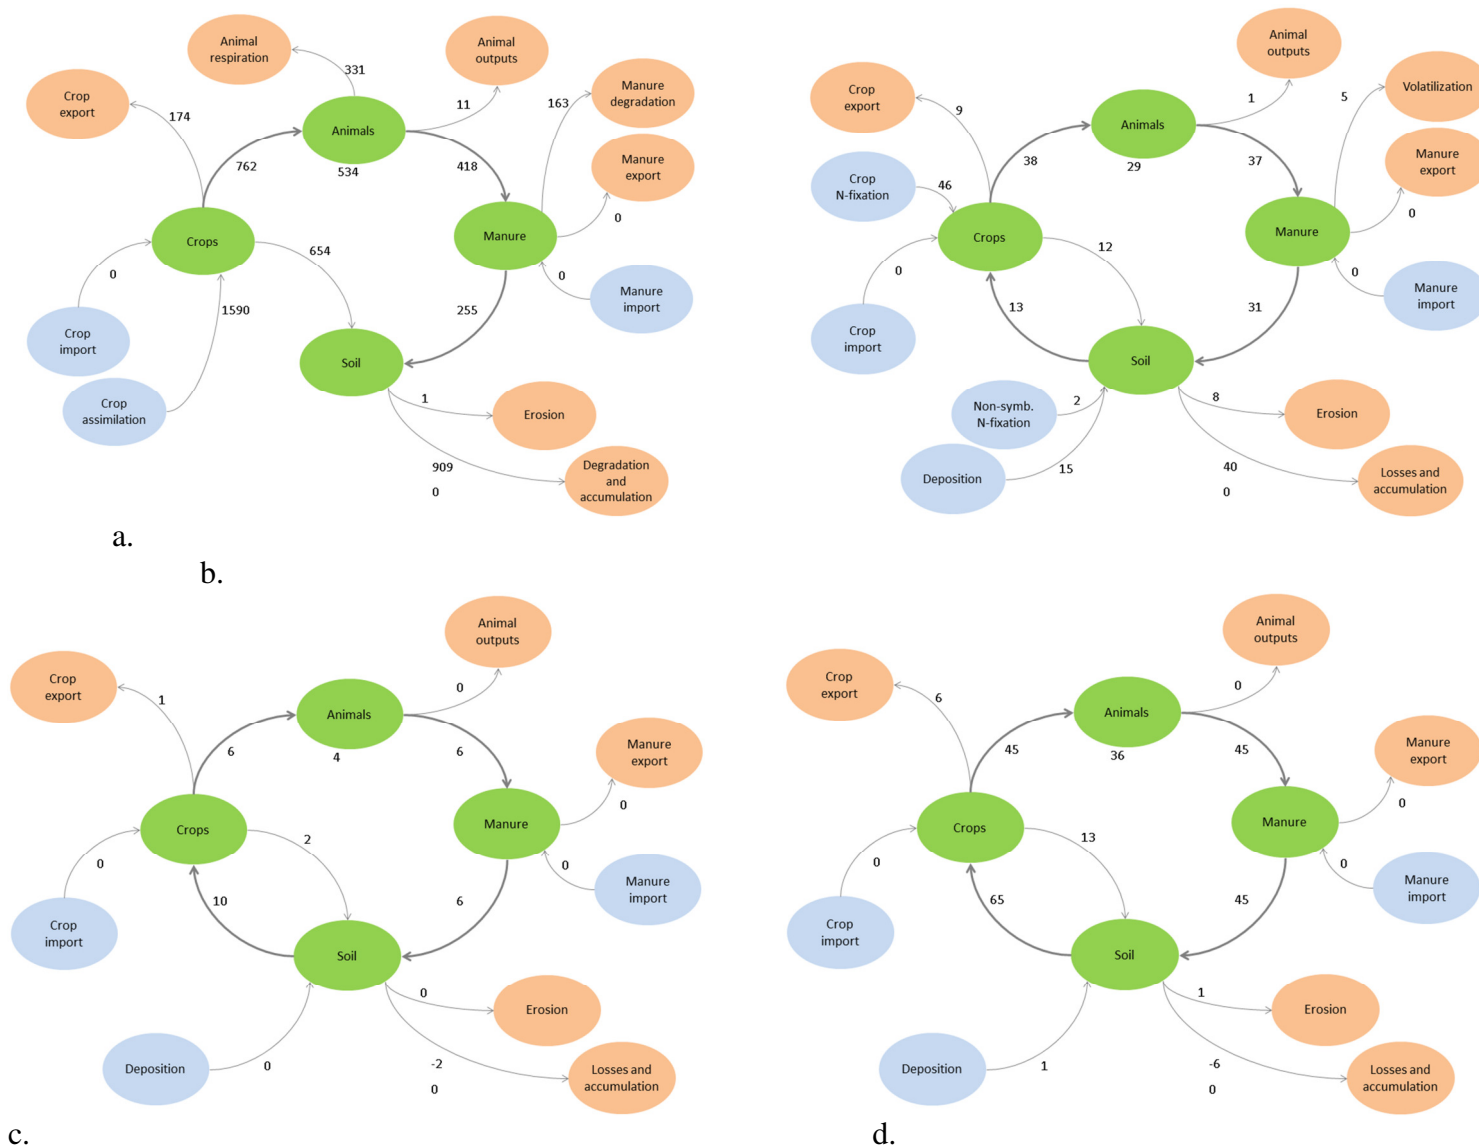 Animal
respiration
331
Animal
outputs
11
Crop
export
174
Animals
534
163
Manure
degradation
762
418
Manure
export
0
Crops
654
Manure
0
Manure
import
0
Crop
import
1590
255
Crop
assimilation
Soil
1
Erosion
909
0
Degradation
and
accumulation
a.
Animal
outputs
1
Crop
export
9
Animals
29
5
Volatilization
38
37
Manure
export
0
Crop
N-fixation
46
Crops
12
Manure
0
Manure
import
0
Crop
import
13
31
Soil
Non-symb.
N-fixation
2
8
Erosion
Deposition
15
40
0
Losses and
accumulation
b.
Animal
outputs
0
Crop
export
1
Animals
4
6
6
Manure
export
0
Crops
2
Manure
0
Manure
import
0
Crop
import
10
6
Soil
0
Erosion
Deposition
0
-2
0
Losses and
accumulation
c.
Animal
outputs
0
Crop
export
6
Animals
36
45
45
Manure
export
0
Crops
13
Manure
0
Manure
import
0
Crop
import
65
45
Soil
1
Erosion
Deposition
1
-6
0
Losses and
accumulation
d.